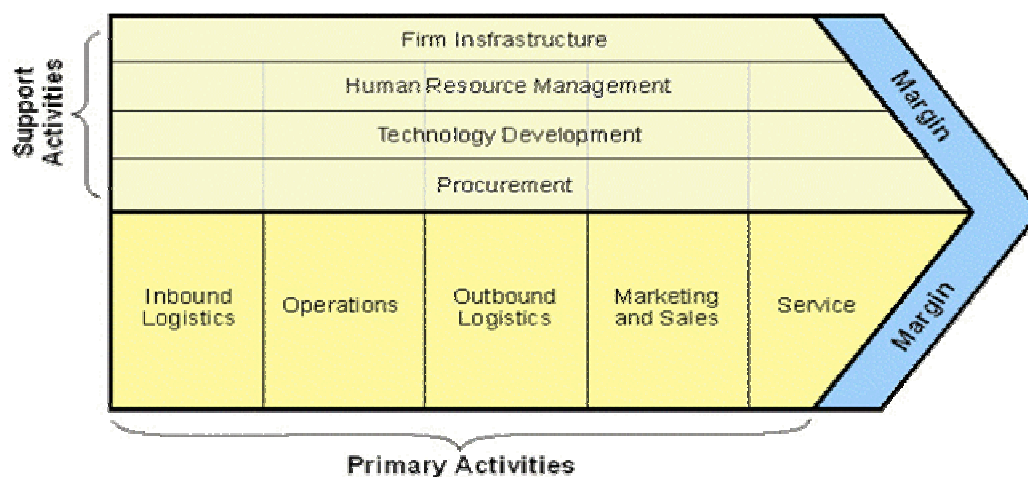 Support
Activities
Firm Insfrastructure
Human Resource Management
Technology Development
Procurement
Margin
Inbound
Logistics
Operations
Outbound
Logistics
Marketing
and Sales
Service
Margin
Primary Activities